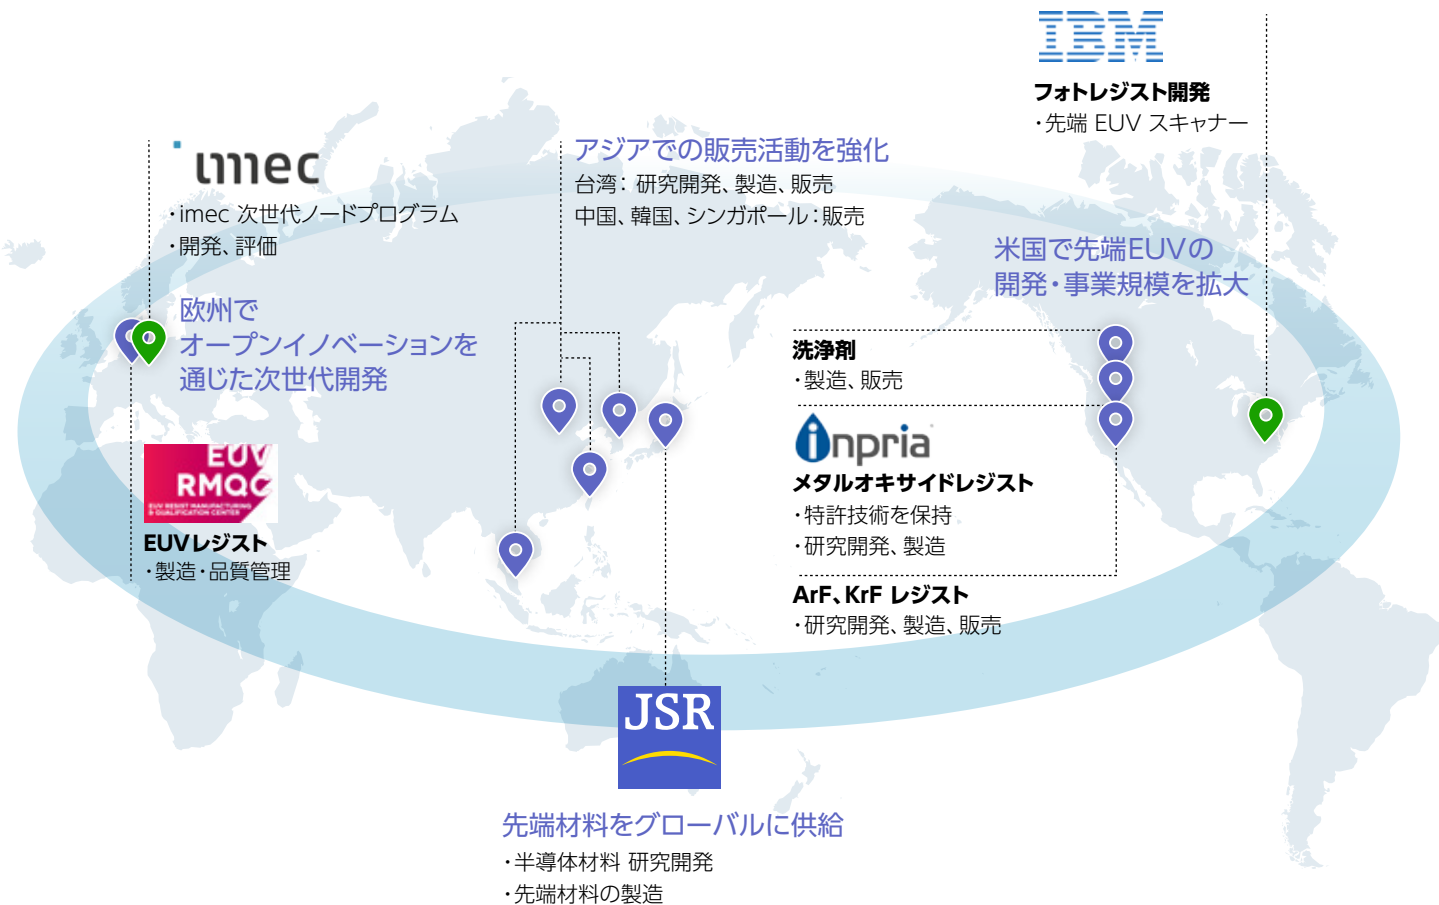 IBM
フォトレジスト開発
・先端 EUV スキャナー
imec
・imec 次世代ノードプログラム
・開発、評価
アジアでの販売活動を強化
台湾： 研究開発、製造、販売
中国、韓国、シンガポール：販売
米国で先端EUVの
開発・事業規模を拡大
欧州で
オープンイノベーションを
通じた次世代開発
洗浄剤
・製造、販売
inpria
メタルオキサイドレジスト
・特許技術を保持
・研究開発、製造
ArF、KrF レジスト
・研究開発、製造、販売
EUV
RMQC
EUV RESIST MANUFACTURING
& QUALIFICATION CENTER
EUVレジスト
・製造・品質管理
JSR
先端材料をグローバルに供給
・半導体材料 研究開発
・先端材料の製造